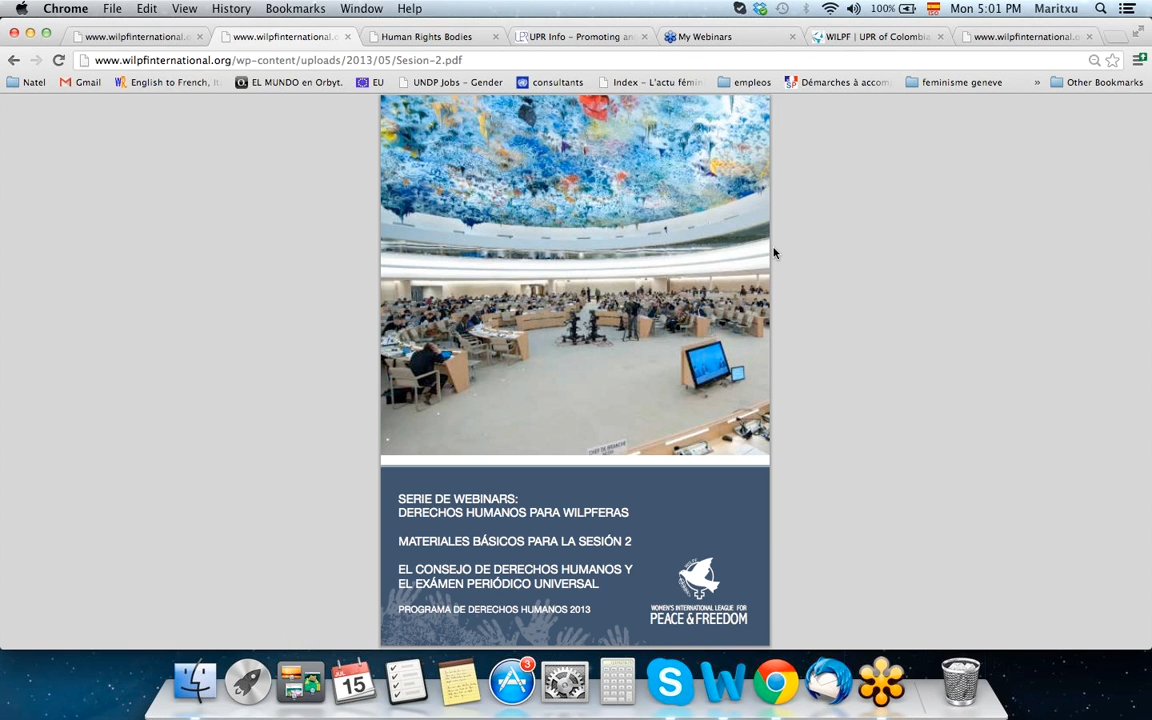 Chrome File Edit View History Bookmarks Window Help 100% Mon 5:01 PM Maritxu
www.wilpfinternational. www.wilpfinternational.o Human Rights Bodies UPR Info - Promoting an My Webinars WILPF | UPR of Colombia www.wilpfinternational.o
www.wilpfinternational.org/wp-content/uploads/2013/05/Sesion-2.pdf
Natel Gmail English to French, It EL MUNDO en Orbyt. EU UNDP Jobs - Gender consultants Index - L'actu fémin Démarches à accom empleos feminisme geneve » Other Bookmarks
SERIE DE WEBINARS:
DERECHOS HUMANOS PARA WILPFERAS
MATERIALES BÁSICOS PARA LA SESIÓN 2
EL CONSEJO DE DERECHOS HUMANOS Y
EL EXÁMEN PERIÓDICO UNIVERSAL
PROGRAMA DE DERECHOS HUMANOS 2013
WOMEN'S INTERNATIONAL LEAGUE FOR
PEACE & FREEDOM
JUL
15
3